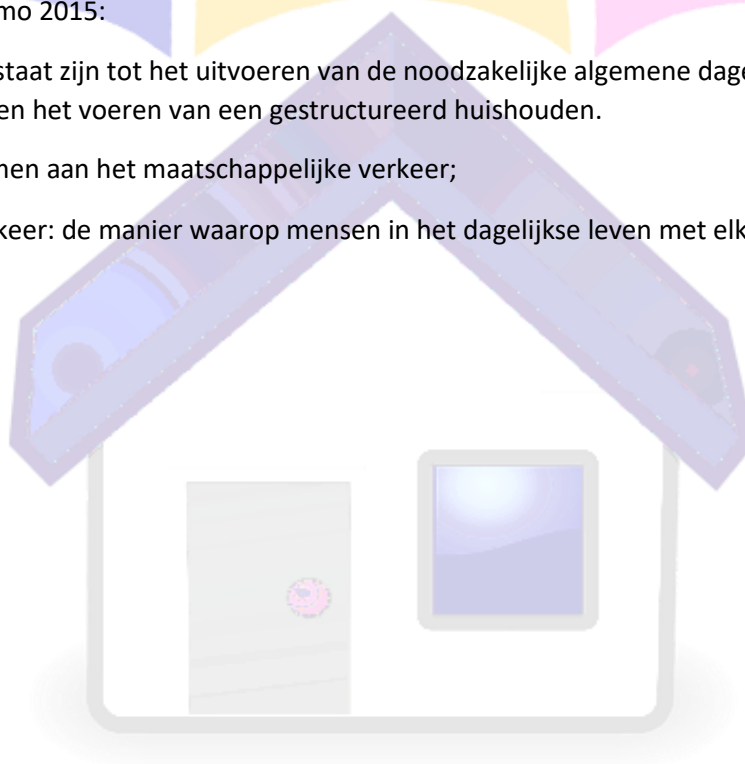 mo 2015:
staat zijn tot het uitvoeren van de noodzakelijke algemene dage
en het voeren van een gestructureerd huishouden.
nen aan het maatschappelijke verkeer;
keer: de manier waarop mensen in het dagelijkse leven met elk